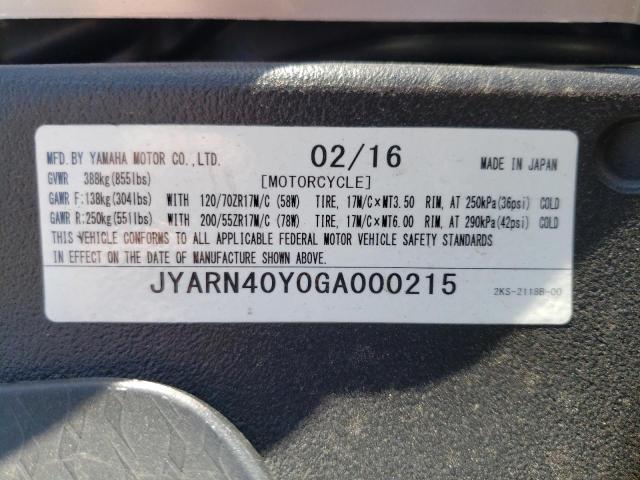 MFD.BY YAMAHA MOTOR CO.,LTD. 02/16 MADE IN JAPAN
GVWR 388kg(855lbs) [MOTORCYCLE]
GAWR F:138kg(304lbs) WITH 120/70ZR17M/C (58W) TIRE, 17M/C×MT3.50 RIM, AT 250kPa(36psi) COLD
GAWR R:250kg(551lbs) WITH 200/55ZR17M/C (78W) TIRE, 17M/C×MT6.00 RIM, AT 290kPa(42psi) COLD
THIS VEHICLE CONFORMS TO ALL APPLICABLE FEDERAL MOTOR VEHICLE SAFETY STANDARDS
IN EFFECT ON THE DATE OF MANUFACTURE SHOWN ABOVE.
JYARN40Y0GA000215 2KS-2118B-00